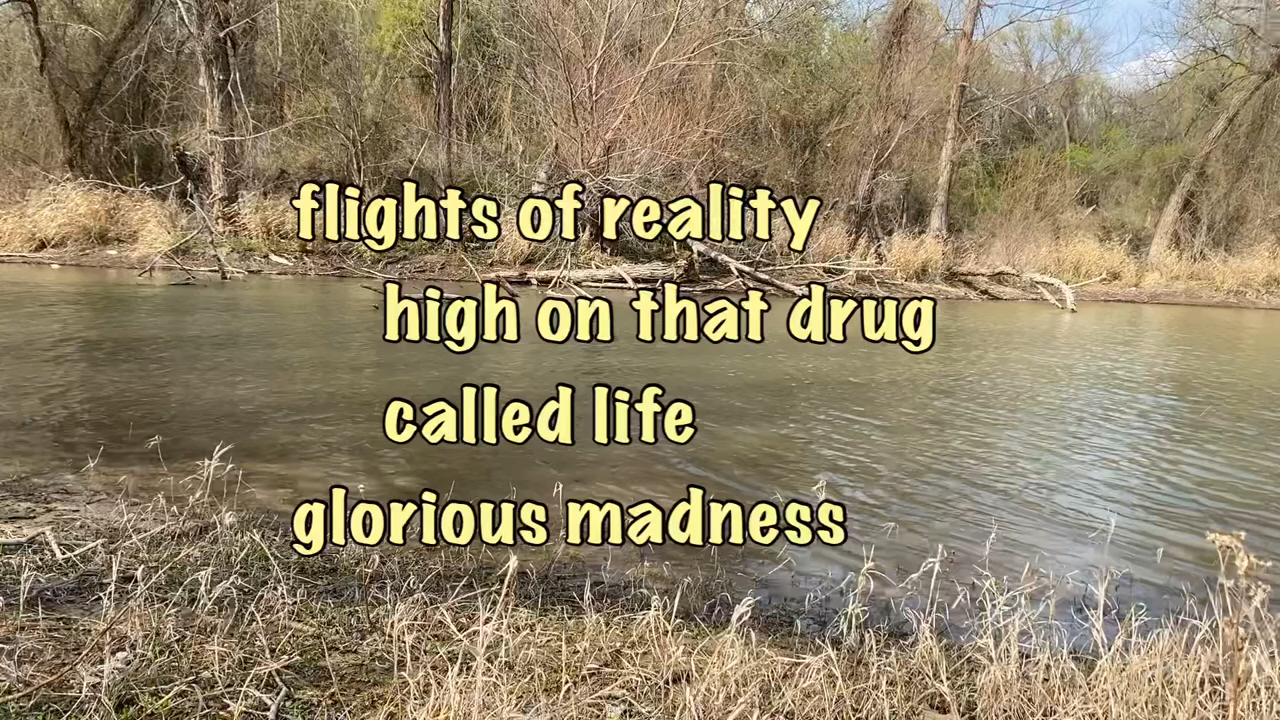 flights of reality
high on that drug
called life
glorious madness